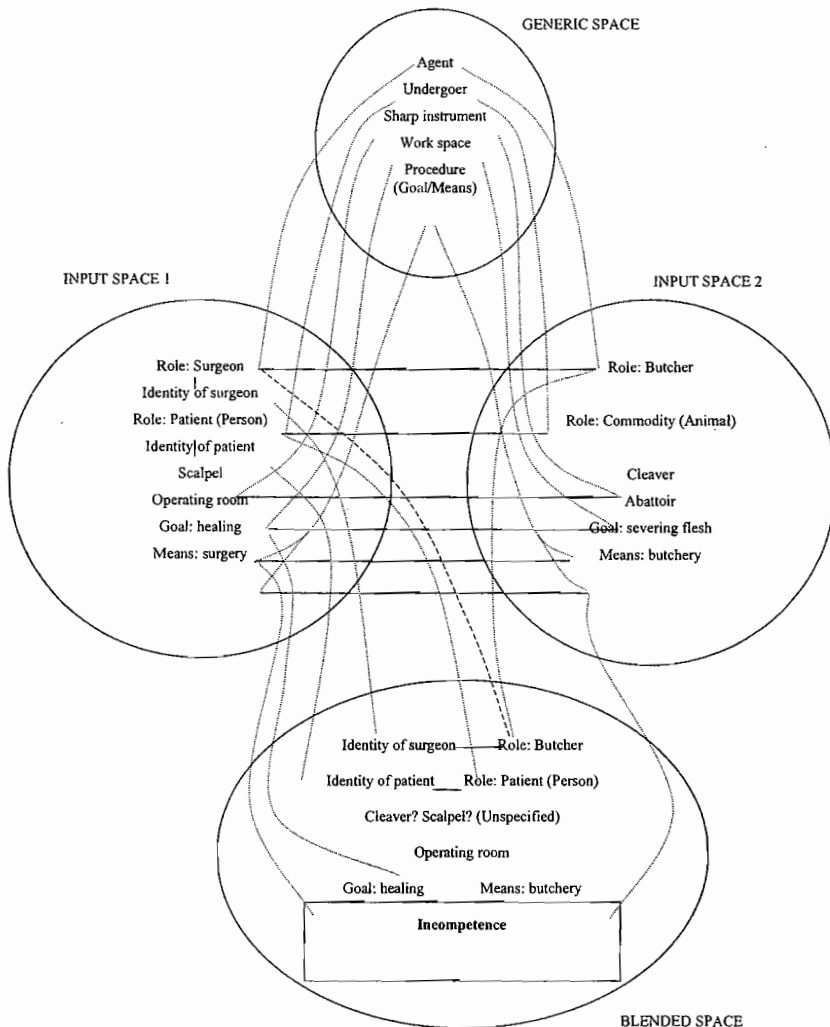 GENERIC SPACE
Agent
Undergoer
Sharp instrument
Work space
Procedure
(Goal/Means)
INPUT SPACE 1
Role: Surgeon
Identity of surgeon
Role: Patient (Person)
Identity of patient
Scalpel
Operating room
Goal: healing
Means: surgery
INPUT SPACE 2
Role: Butcher
Role: Commodity (Animal)
Cleaver
Abattoir
Goal: severing flesh
Means: butchery
Identity of surgeon Role: Butcher
Identity of patient Role: Patient (Person)
Cleaver? Scalpel? (Unspecified)
Operating room
Goal: healing Means: butchery
Incompetence
BLENDED SPACE